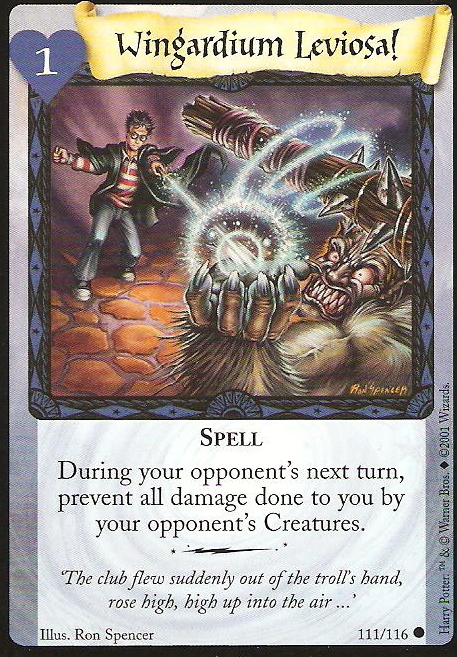 1
Wingardium Leviosa!
Ron Spencer
Spell
During your opponent's next turn,
prevent all damage done to you by
your opponent's Creatures.
'The club flew suddenly out of the troll's hand,
rose high, high up into the air ...'
Illus. Ron Spencer
111/116 ●
Harry Potter ™ & © Warner Bros. ◆ ©2001 Wizards.